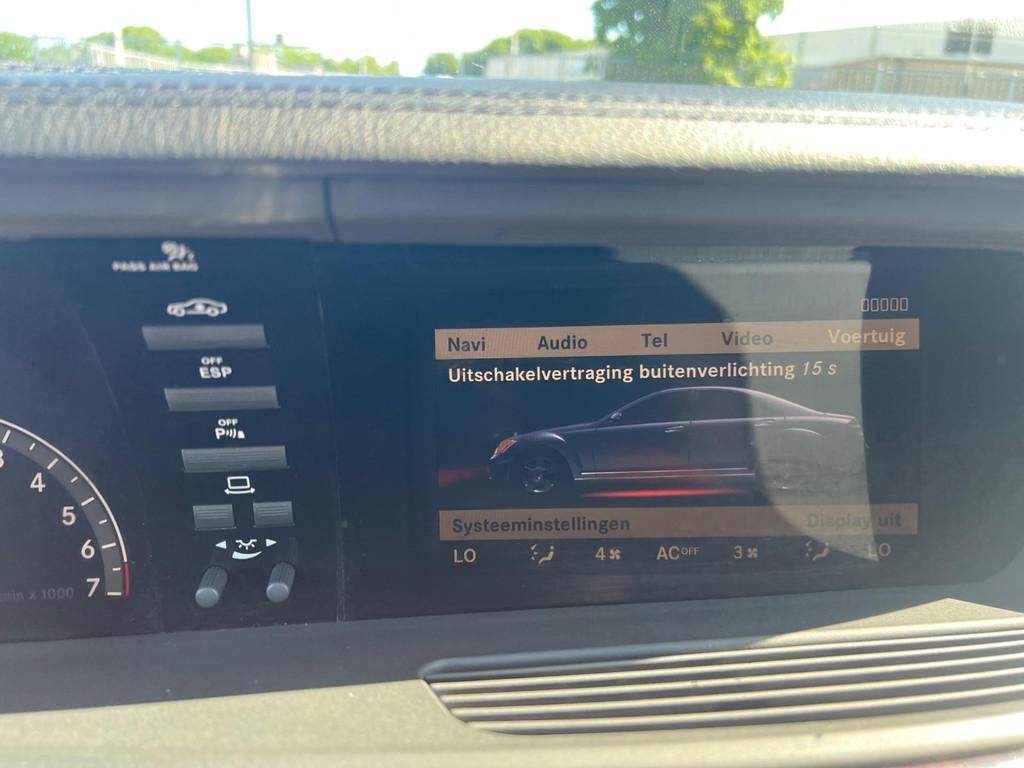 PASS AIR BAG
OFF
ESP
OFF
P
3
4
5
6
7
min x 1000
Navi Audio Tel Video Voertuig
Uitschakelvertraging buitenverlichting 15 s
Systeeminstellingen Display uit
LO 4 AC OFF 3 LO